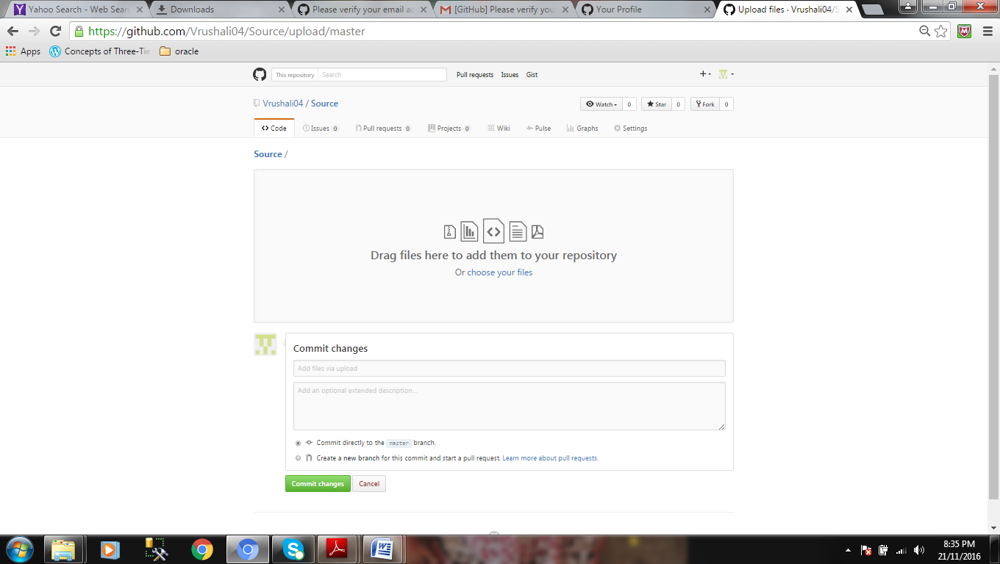 Yahoo Search - Web Sear
Downloads
Please verify your email ad
[GitHub] Please verify your
Your Profile
Upload files · Vrushali04/S
https://github.com/Vrushali04/Source/upload/master
Apps
Concepts of Three-Tie
oracle
This repository
Search
Pull requests
Issues
Gist
Vrushali04 / Source
Watch 0
Star 0
Fork 0
Code
Issues 0
Pull requests 0
Projects 0
Wiki
Pulse
Graphs
Settings
Source /
Drag files here to add them to your repository
Or choose your files
Commit changes
Add files via upload
Add an optional extended description...
Commit directly to the master branch.
Create a new branch for this commit and start a pull request. Learn more about pull requests.
Commit changes
Cancel
8:35 PM
21/11/2016